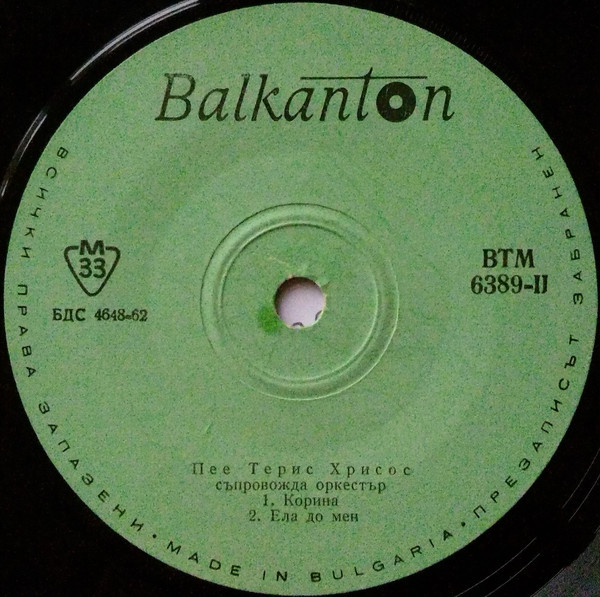 Balkanton
М
33
БДС 4648-62
ВТМ
6389-II
Пее Терис Хрисос
съпровожда оркестър
1. Корина
2. Ела до мен
ВСИЧКИ ПРАВА ЗАПАЗЕНИ • MADE IN BULGARIA • ПРЕЗАПИСЪТ ЗАБРАНЕН